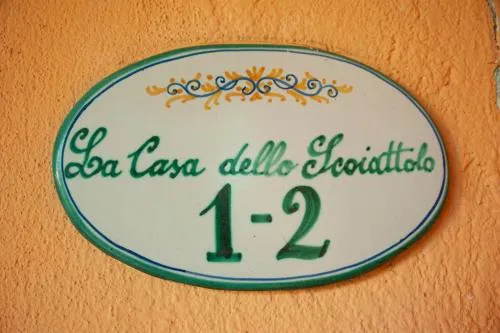 La Casa dello Scoiattolo
1-2